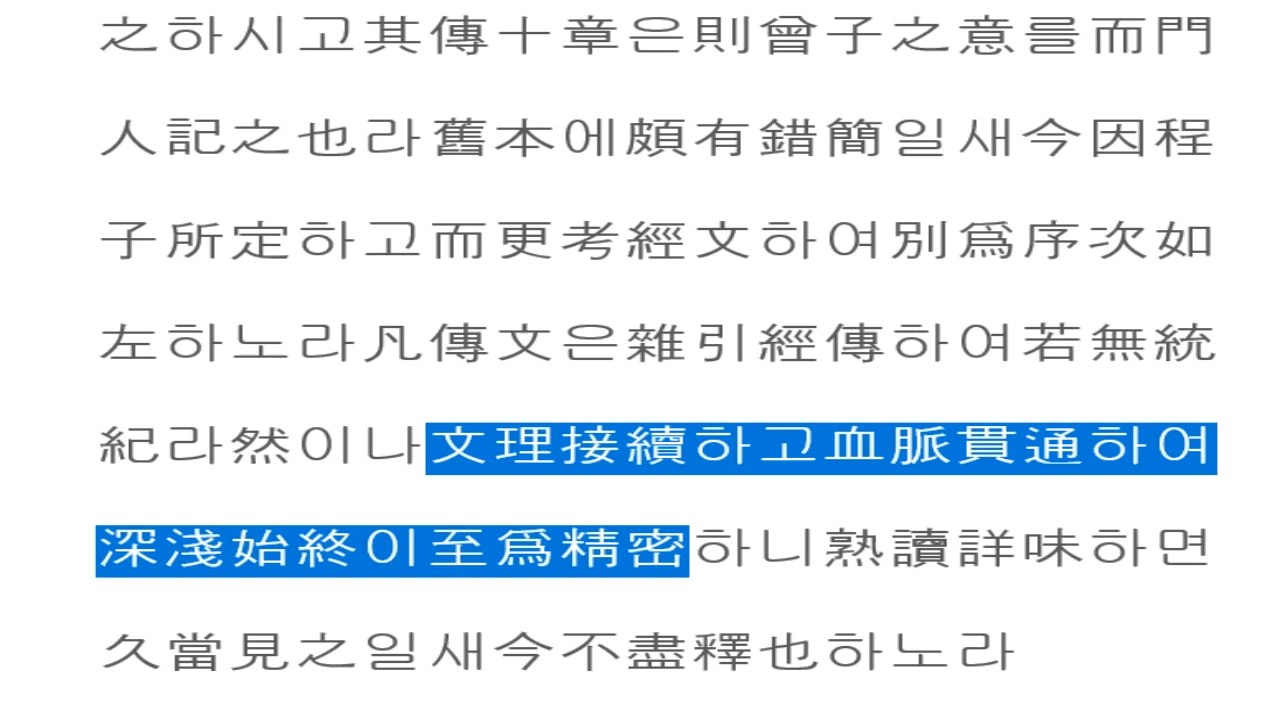 之하시고其傳十章은則曾子之意를而門
人記之也라舊本에頗有錯簡일새今因程
子所定하고而更考經文하여別爲序次如
左하노라凡傳文은雜引經傳하여若無統
紀라然이나文理接續하고血脈貫通하여
深淺始終이至爲精密하니熟讀詳味하면
久當見之일새今不盡釋也하노라